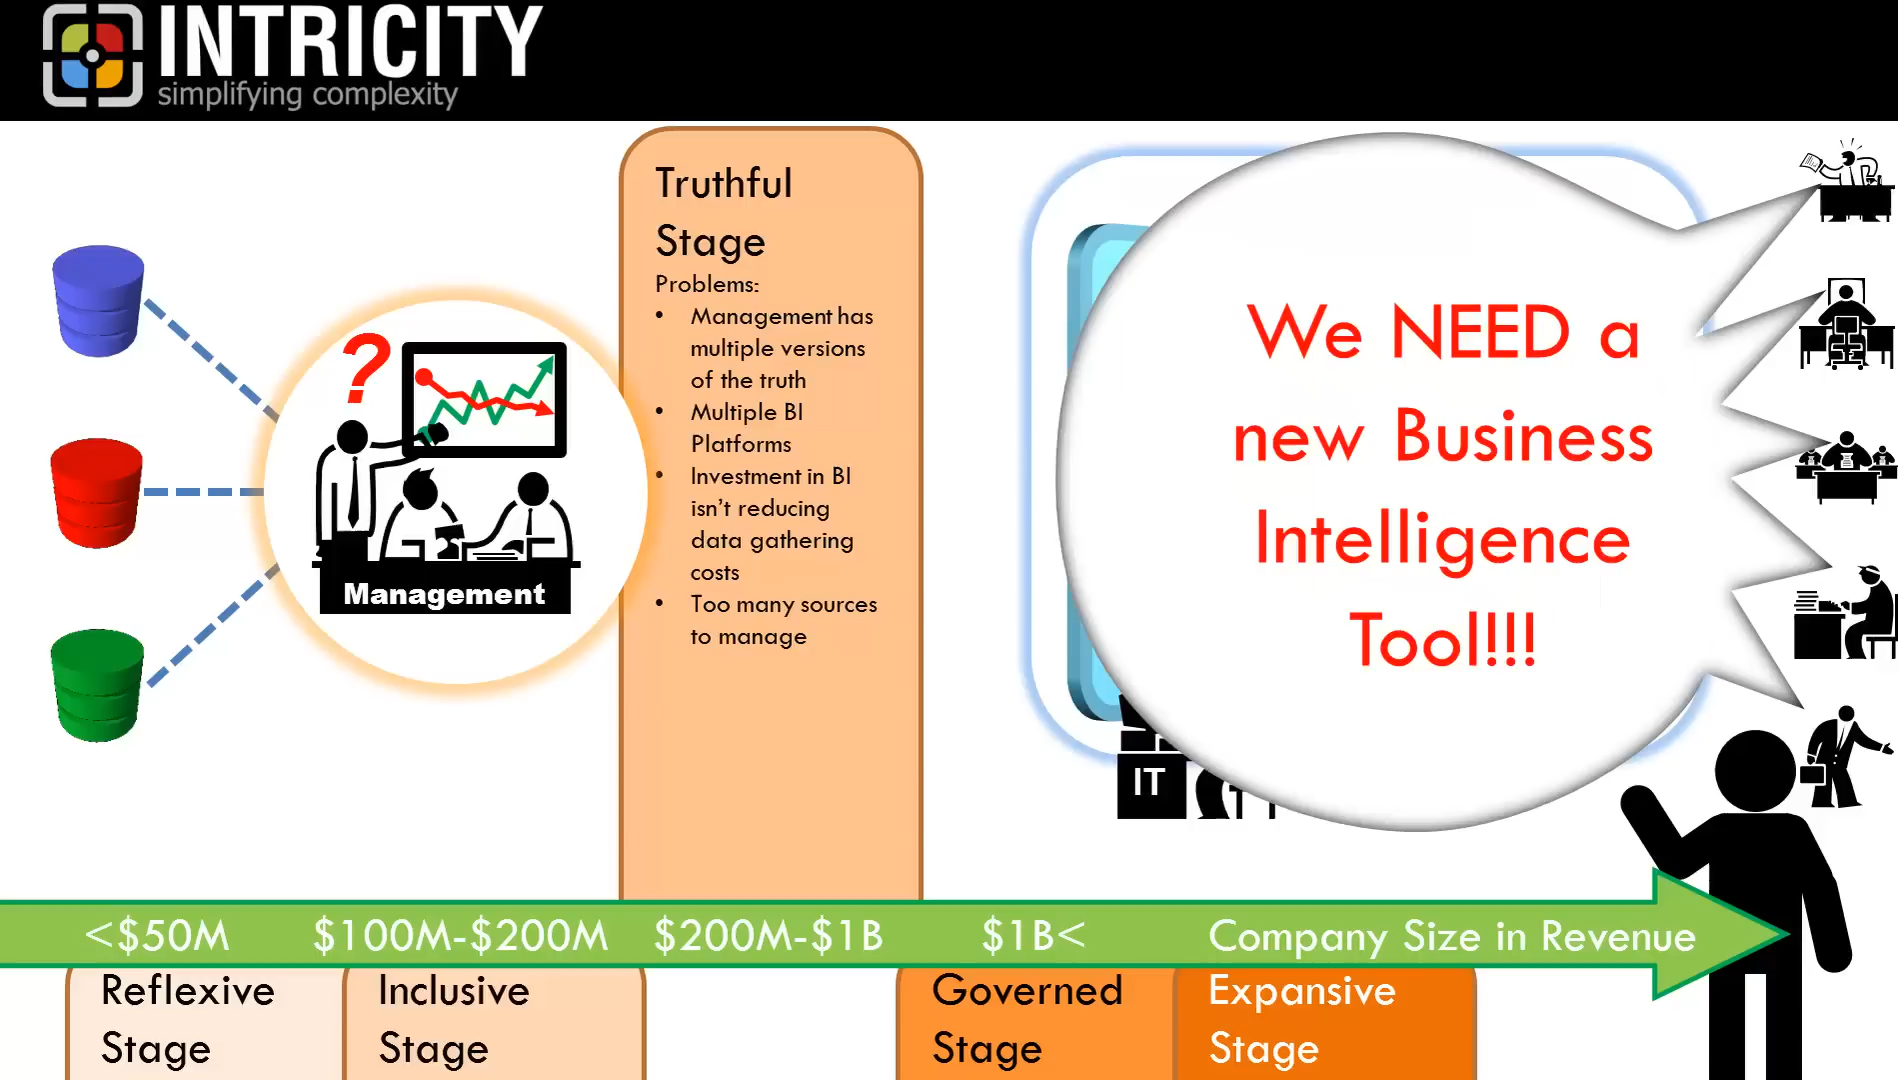 INTRICITY
simplifying complexity
Truthful
Stage
Problems:
• Management has
multiple versions
of the truth
• Multiple BI
Platforms
• Investment in BI
isn't reducing
data gathering
costs
• Too many sources
to manage
?
Management
We NEED a
new Business
Intelligence
Tool!!!
IT
<$50M
$100M-$200M
$200M-$1B
$1B<
Company Size in Revenue
Reflexive
Stage
Inclusive
Stage
Governed
Stage
Expansive
Stage